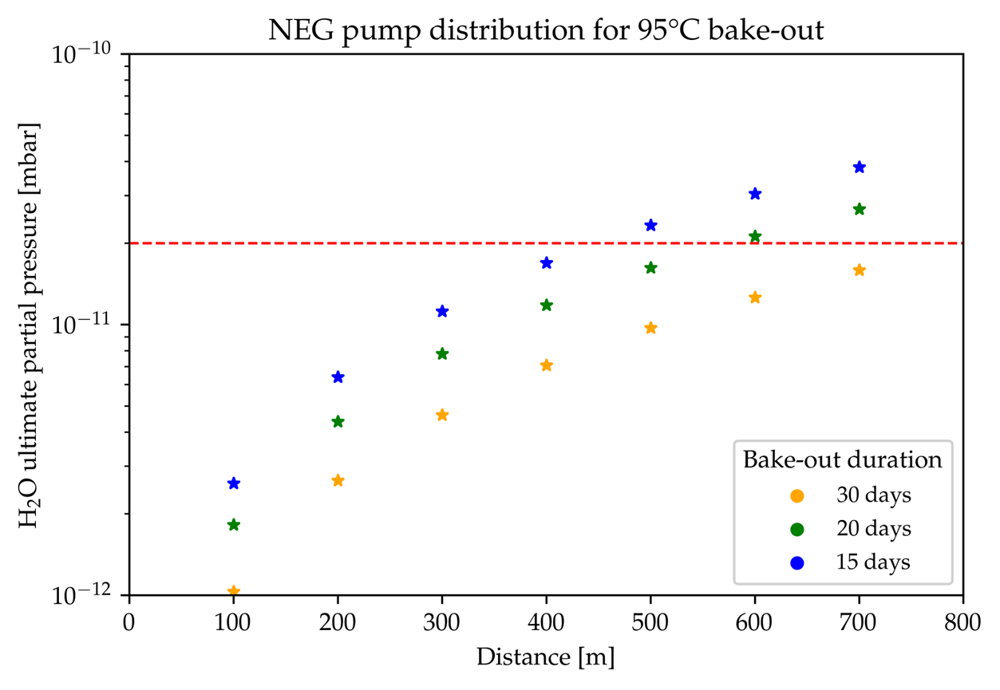 NEG pump distribution for 95°C bake-out
H₂O ultimate partial pressure [mbar]
10⁻¹⁰
10⁻¹¹
10⁻¹²
Bake-out duration
30 days
20 days
15 days
0 100 200 300 400 500 600 700 800
Distance [m]